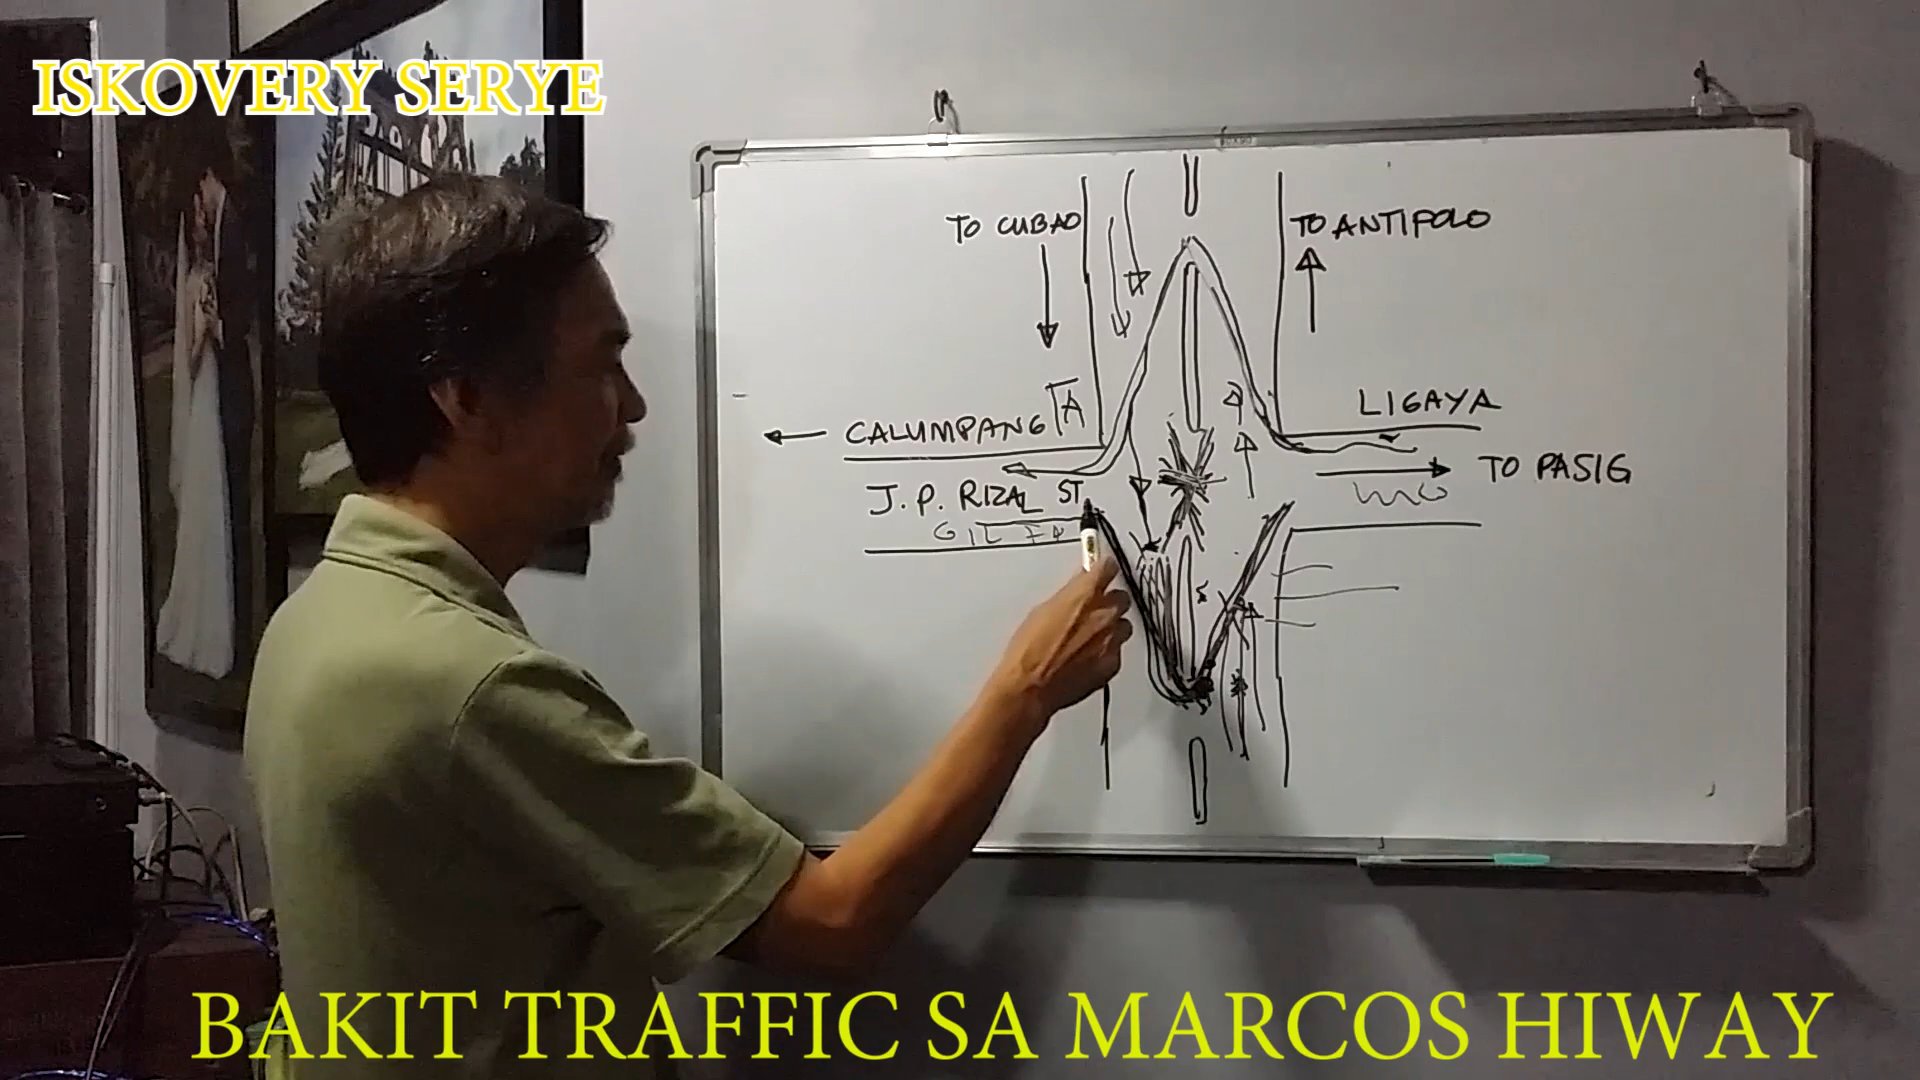 ISKOVERY SERYE
TO CUBAO
TO ANTIPOLO
LIGAYA
CALUMPANG
TO PASIG
J.P. RIZAL ST
BAKIT TRAFFIC SA MARCOS HIWAY